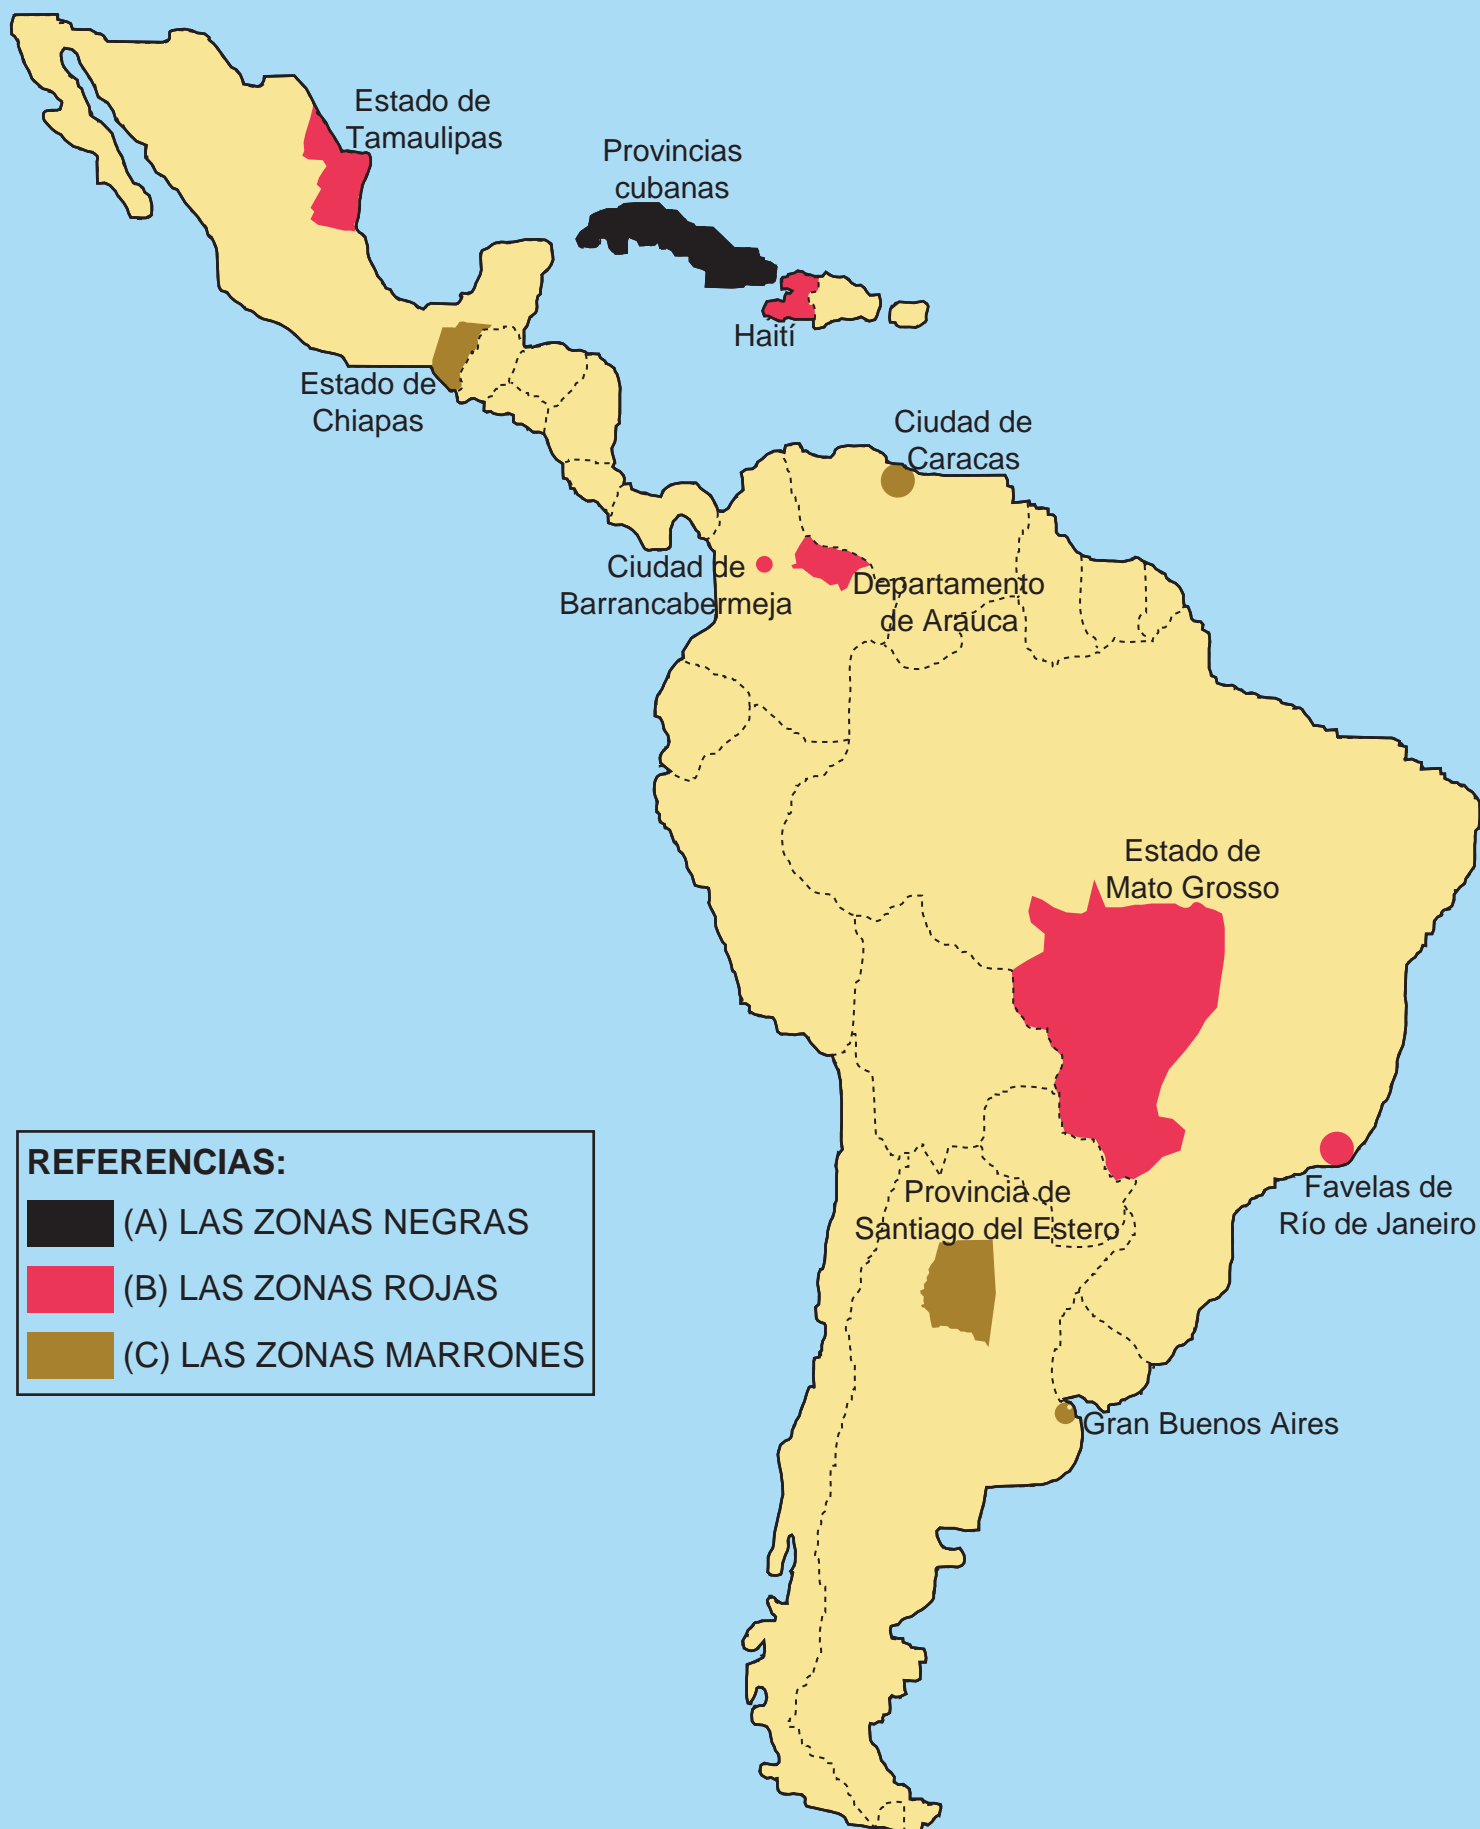 Estado de
Tamaulipas
Provincias
cubanas
Haití
Estado de
Chiapas
Ciudad de
Caracas
Ciudad de
Barrancabermeja
Departamento
de Arauca
Estado de
Mato Grosso
REFERENCIAS:
(A) LAS ZONAS NEGRAS
(B) LAS ZONAS ROJAS
(C) LAS ZONAS MARRONES
Provincia de
Santiago del Estero
Favelas de
Río de Janeiro
Gran Buenos Aires